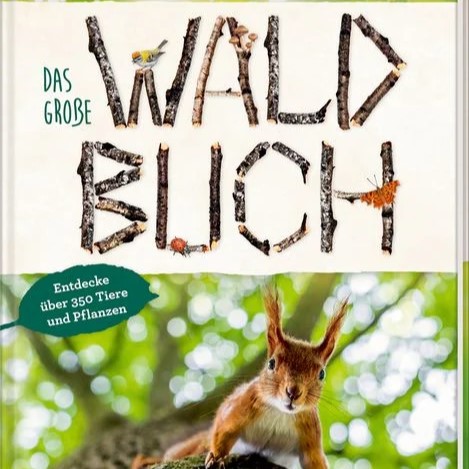 DAS
GROẞE
WALD
BUCH
Entdecke
über 350 Tiere
und Pflanzen